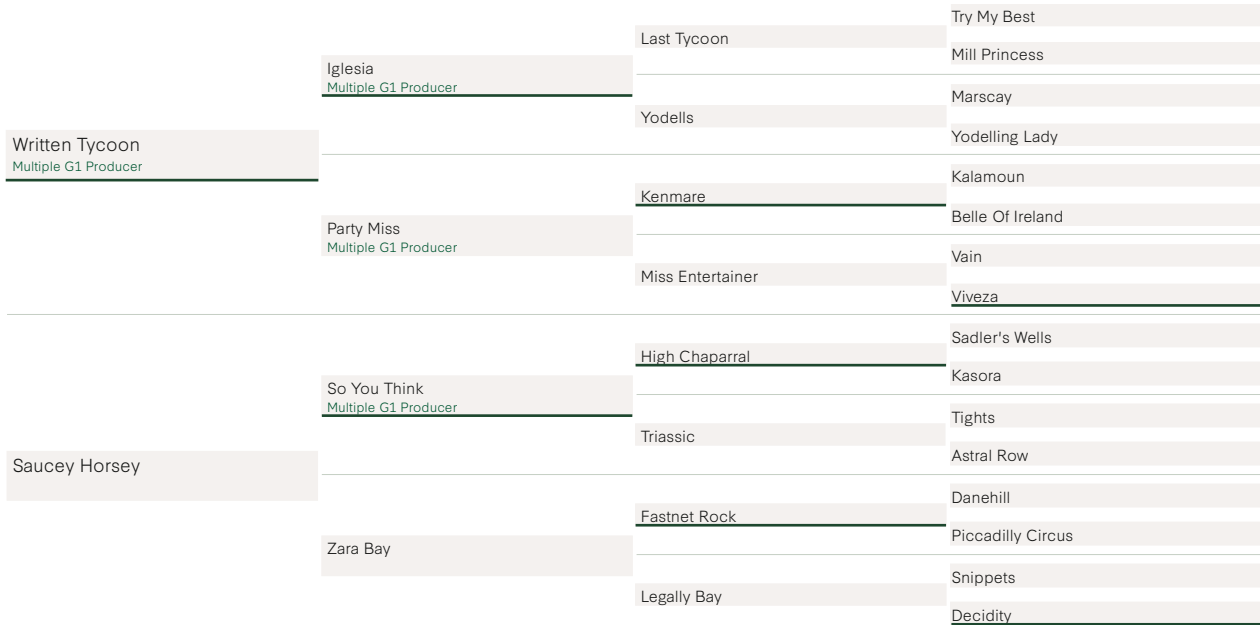 Written Tycoon
Multiple G1 Producer
Saucey Horsey
Iglesia
Multiple G1 Producer
Party Miss
Multiple G1 Producer
So You Think
Multiple G1 Producer
Zara Bay
Last Tycoon
Yodells
Kenmare
Miss Entertainer
High Chaparral
Triassic
Fastnet Rock
Legally Bay
Try My Best
Mill Princess
Marscay
Yodelling Lady
Kalamoun
Belle Of Ireland
Vain
Viveza
Sadler's Wells
Kasora
Tights
Astral Row
Danehill
Piccadilly Circus
Snippets
Decidity